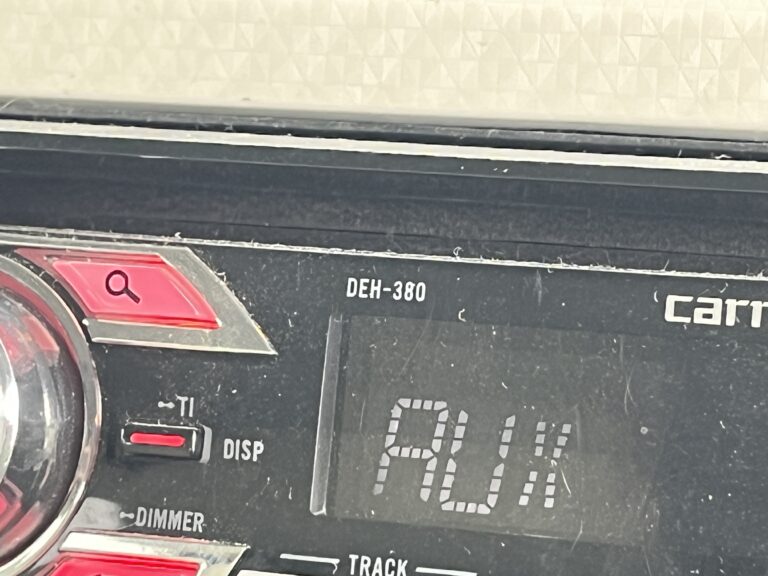 DEH-380
carr
TI
DISP
AUX
DIMMER
TRACK